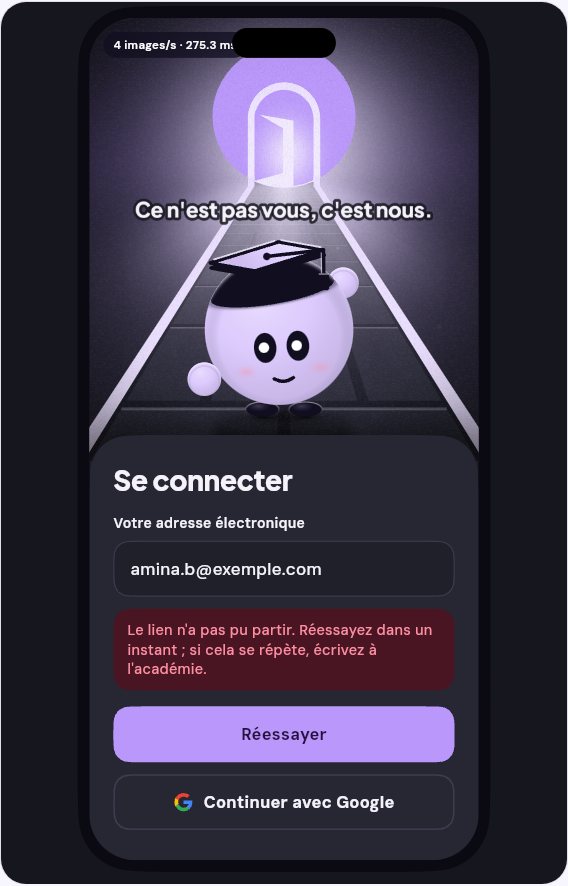 4 images/s · 275.3 ms
Ce n'est pas vous, c'est nous.
Se connecter
Votre adresse électronique
amina.b@exemple.com
Le lien n'a pas pu partir. Réessayez dans un
instant ; si cela se répète, écrivez à
l'académie.
Réessayer
Continuer avec Google